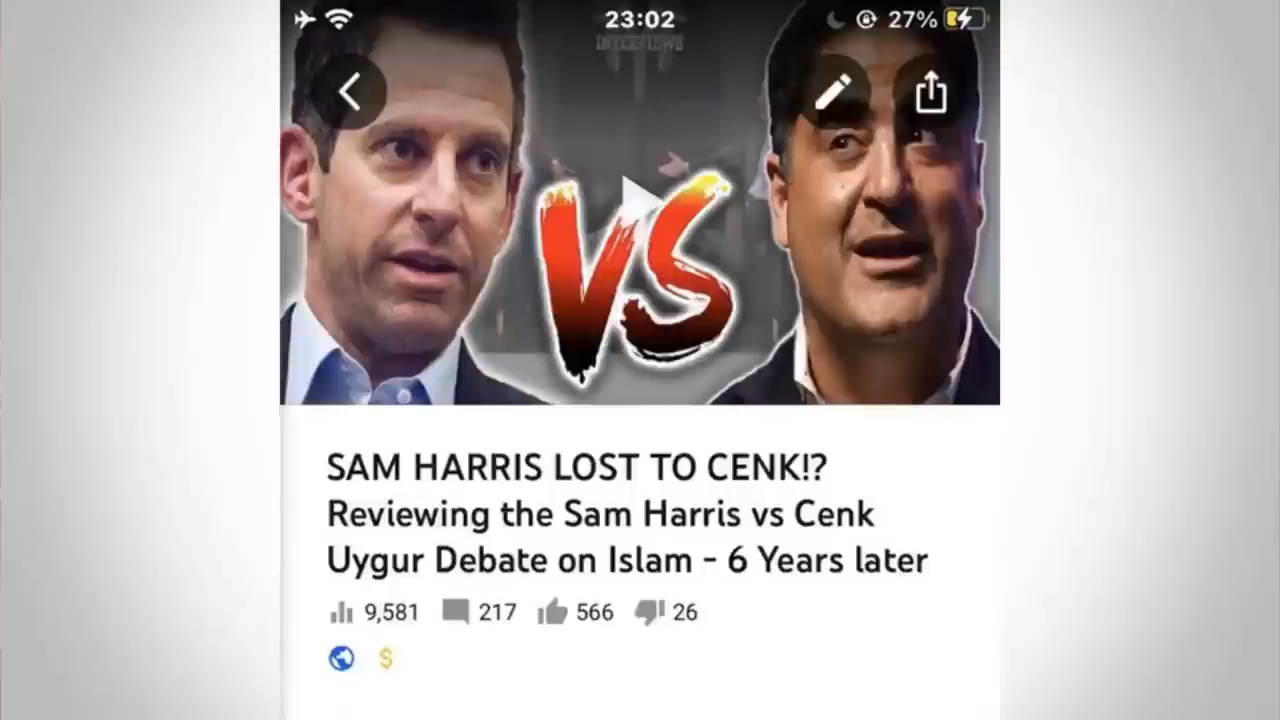 23:02
27%
INTERVIEWS
VS
SAM HARRIS LOST TO CENK!?
Reviewing the Sam Harris vs Cenk
Uygur Debate on Islam - 6 Years later
9,581 217 566 26
$